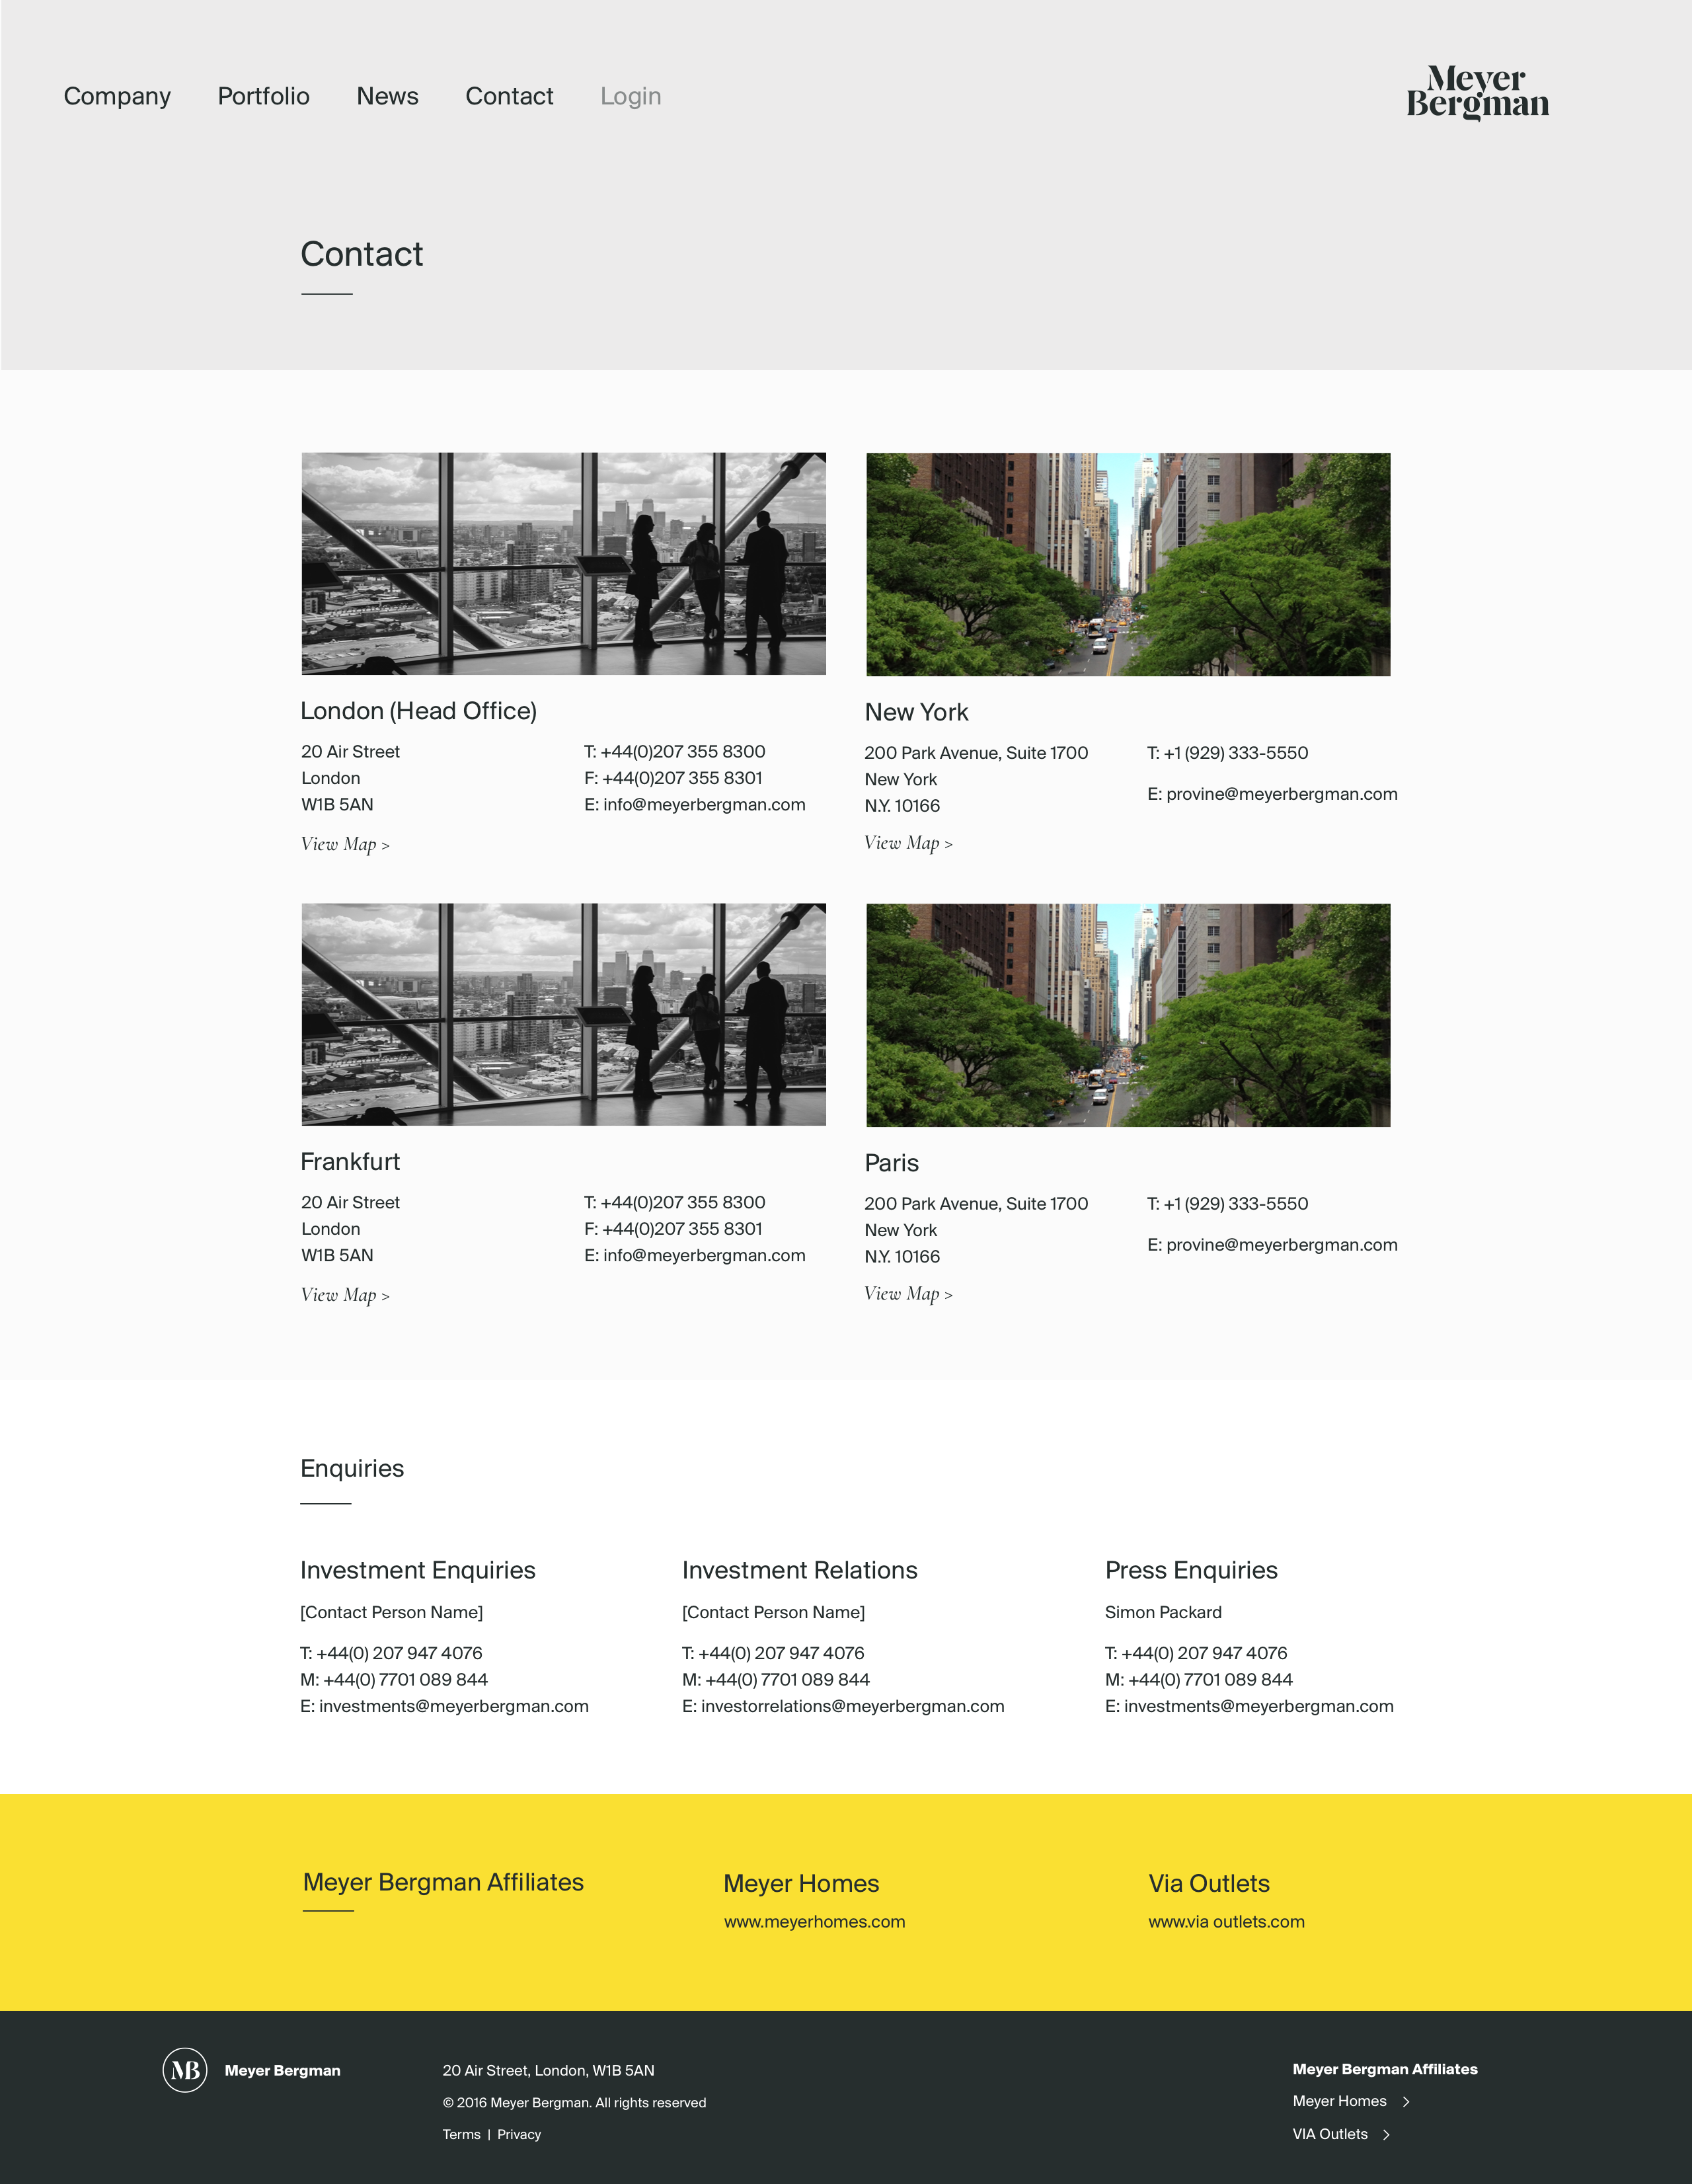 Company
Portfolio
News
Contact
Login
Meyer
Bergman
Contact
London (Head Office)
20 Air Street
London
W1B 5AN
T: +44(0)207 355 8300
F: +44(0)207 355 8301
E: info@meyerbergman.com
View Map >
New York
200 Park Avenue, Suite 1700
New York
N.Y. 10166
T: +1 (929) 333-5550
E: provine@meyerbergman.com
View Map >
Frankfurt
20 Air Street
London
W1B 5AN
T: +44(0)207 355 8300
F: +44(0)207 355 8301
E: info@meyerbergman.com
View Map >
Paris
200 Park Avenue, Suite 1700
New York
N.Y. 10166
T: +1 (929) 333-5550
E: provine@meyerbergman.com
View Map >
Enquiries
Investment Enquiries
[Contact Person Name]
T: +44(0) 207 947 4076
M: +44(0) 7701 089 844
E: investments@meyerbergman.com
Investment Relations
[Contact Person Name]
T: +44(0) 207 947 4076
M: +44(0) 7701 089 844
E: investorrelations@meyerbergman.com
Press Enquiries
Simon Packard
T: +44(0) 207 947 4076
M: +44(0) 7701 089 844
E: investments@meyerbergman.com
Meyer Bergman Affiliates
Meyer Homes
www.meyerhomes.com
Via Outlets
www.via outlets.com
MB
Meyer Bergman
20 Air Street, London, W1B 5AN
© 2016 Meyer Bergman. All rights reserved
Terms | Privacy
Meyer Bergman Affiliates
Meyer Homes
VIA Outlets